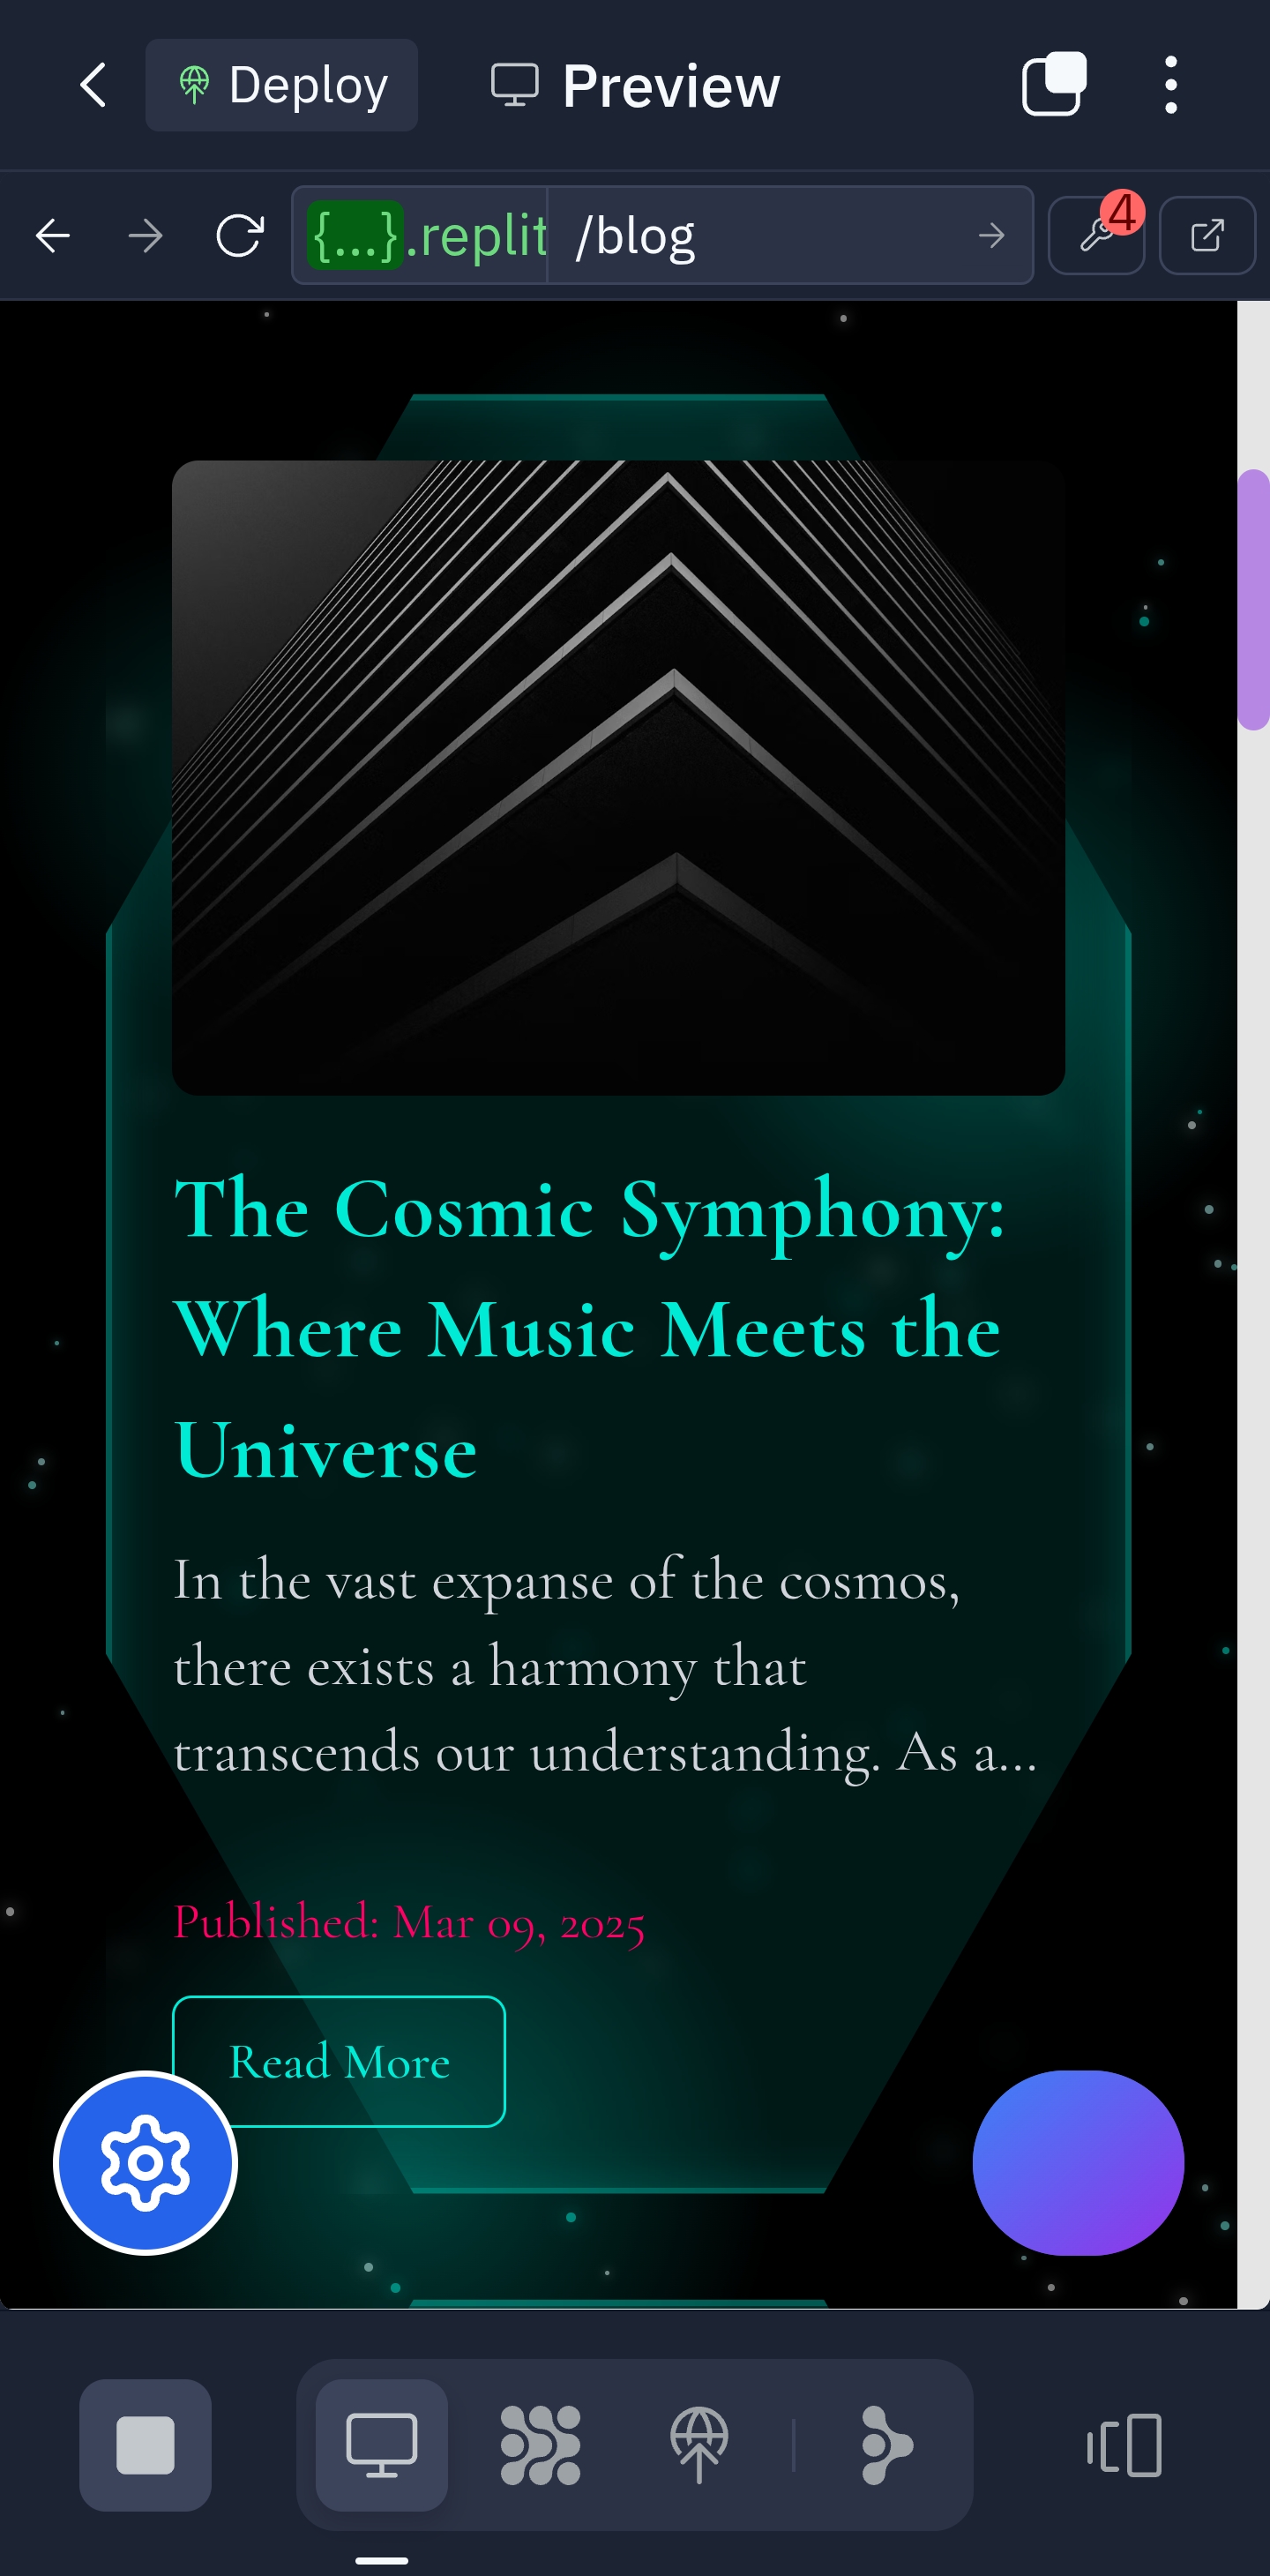 Deploy
Preview
{...}.replit
/blog
4
The Cosmic Symphony:
Where Music Meets the
Universe
In the vast expanse of the cosmos,
there exists a harmony that
transcends our understanding. As a...
Published: Mar 09, 2025
Read More